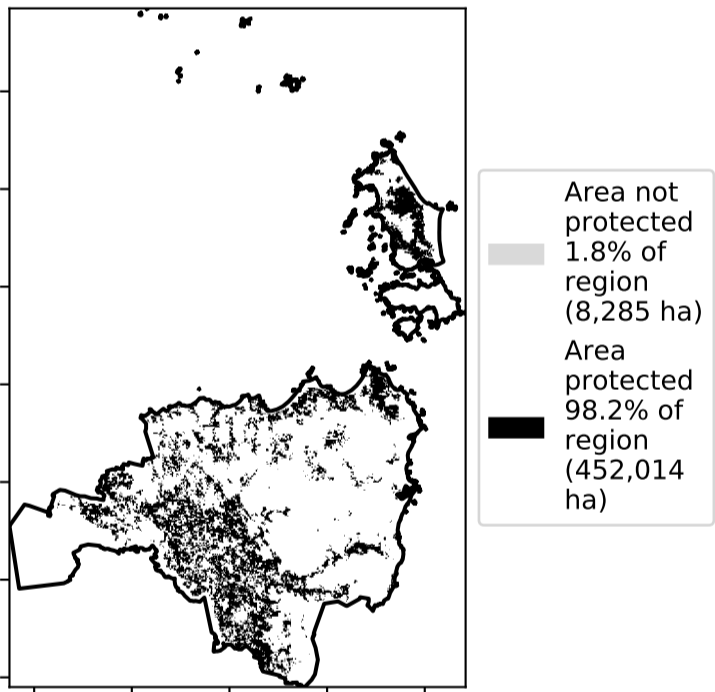 Area not
protected
1.8% of
region
(8,285 ha)
Area
protected
98.2% of
region
(452,014
ha)